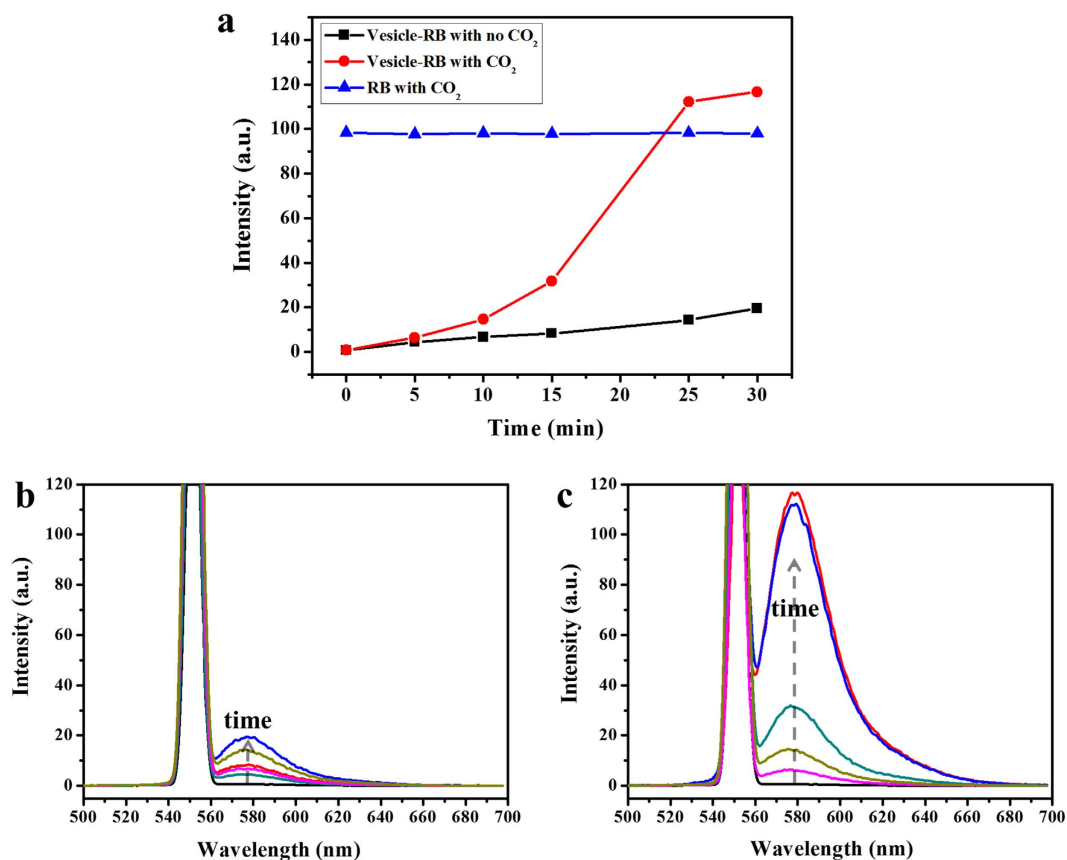 a
Vesicle-RB with no CO₂
Vesicle-RB with CO₂
RB with CO₂
Intensity (a.u.)
140
120
100
80
60
40
20
0
0 5 10 15 20 25 30
Time (min)
b
Intensity (a.u.)
120
100
80
60
40
20
0
time
500 520 540 560 580 600 620 640 660 680 700
Wavelength (nm)
c
Intensity (a.u.)
120
100
80
60
40
20
0
time
500 520 540 560 580 600 620 640 660 680 700
Wavelength (nm)